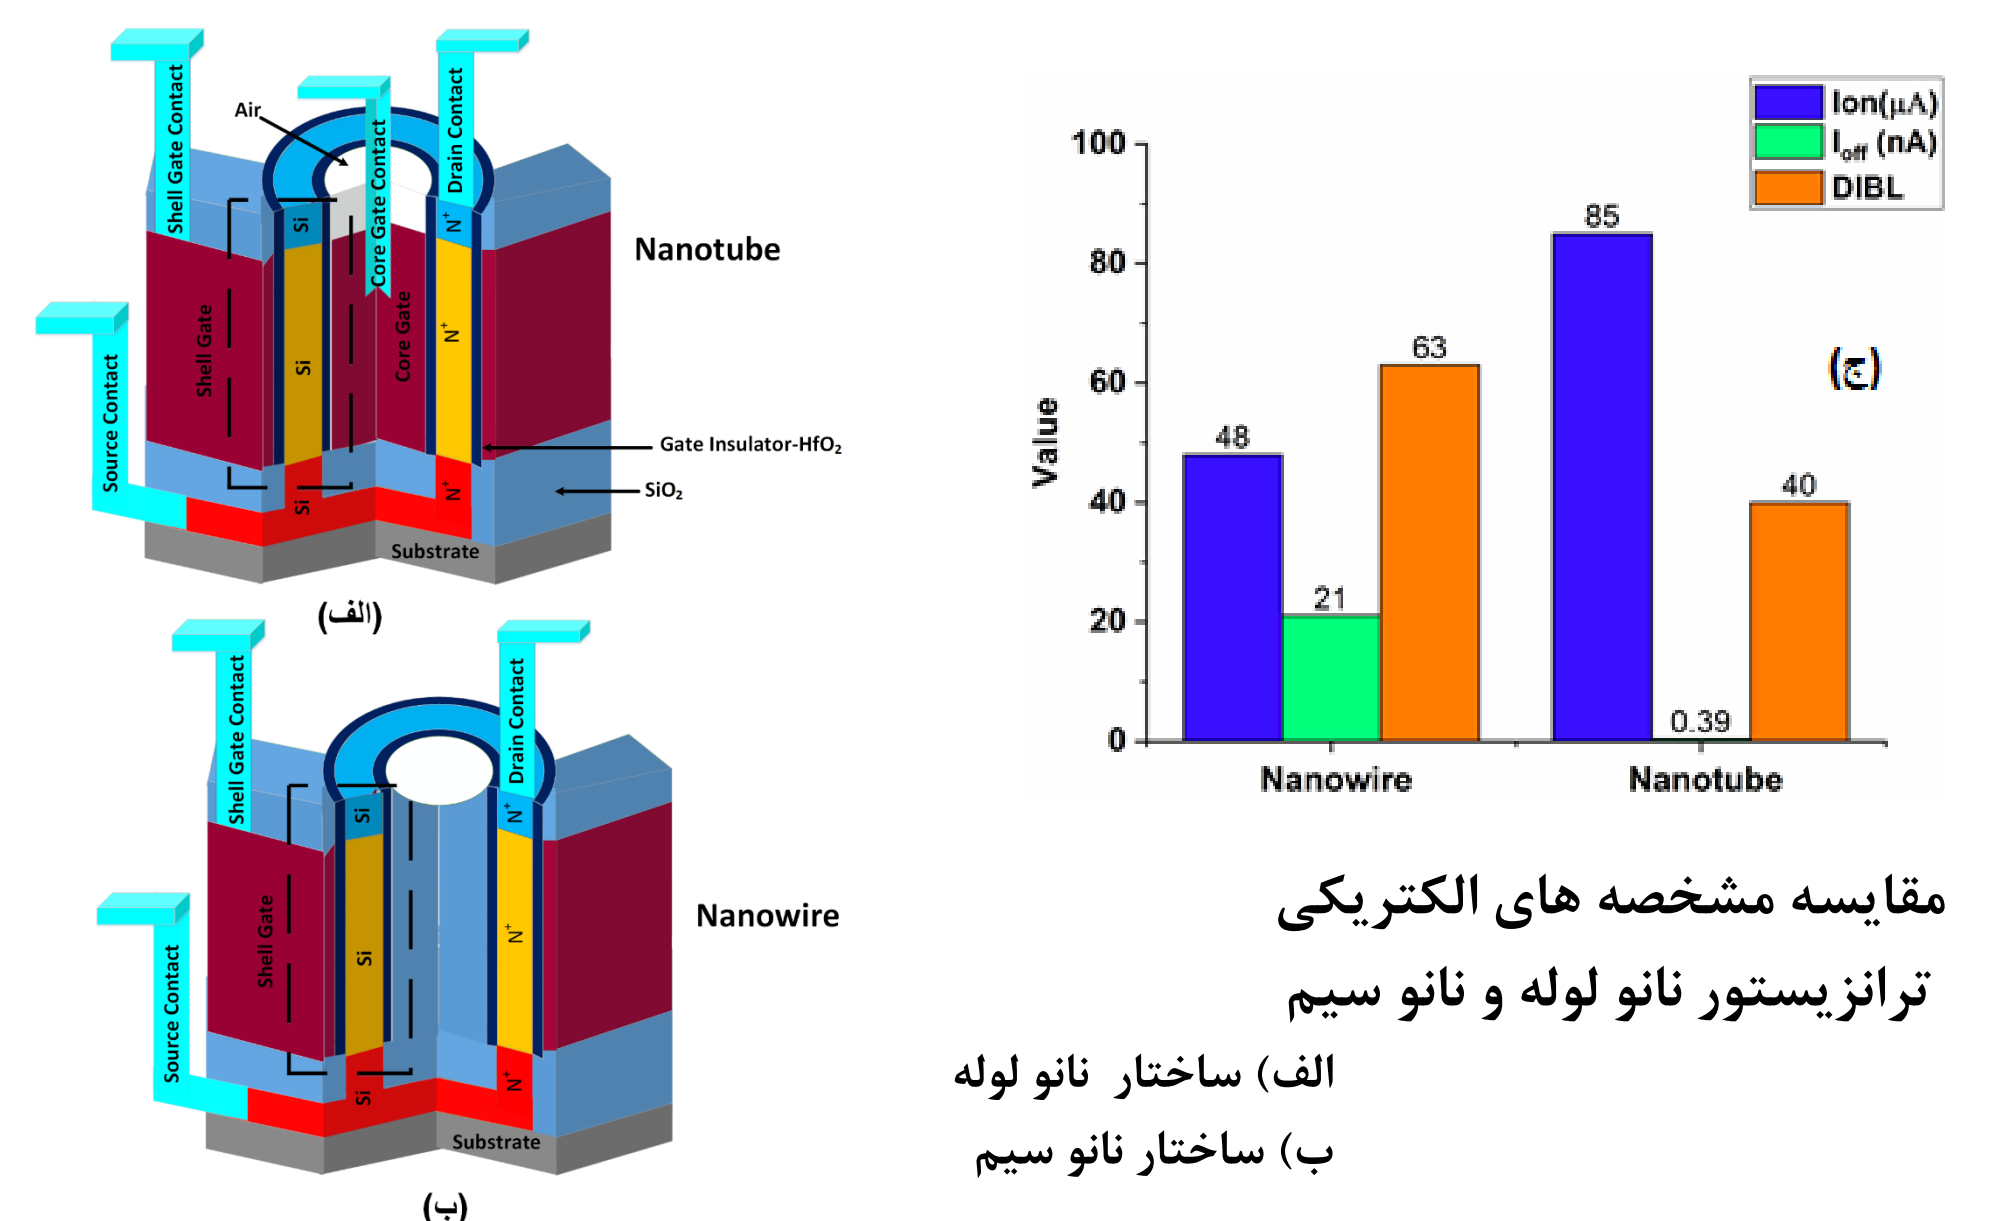 Shell Gate Contact
Air
Core Gate Contact
Drain Contact
Si
N⁺
Nanotube
Shell Gate
Si
Core Gate
N⁺
Source Contact
Gate Insulator-HfO₂
SiO₂
Si
N⁺
Substrate
(الف)
Shell Gate Contact
Drain Contact
Si
N⁺
Nanowire
Shell Gate
Si
N⁺
Source Contact
Si
N⁺
Substrate
(ب)
Ion(μA)
Ioff (nA)
DIBL
Value
100
80
60
40
20
0
48
21
63
85
0.39
40
Nanowire
Nanotube
(ج)
مقایسه مشخصه های الکتریکی
ترانزیستور نانو لوله و نانو سیم
الف) ساختار نانو لوله
ب) ساختار نانو سیم